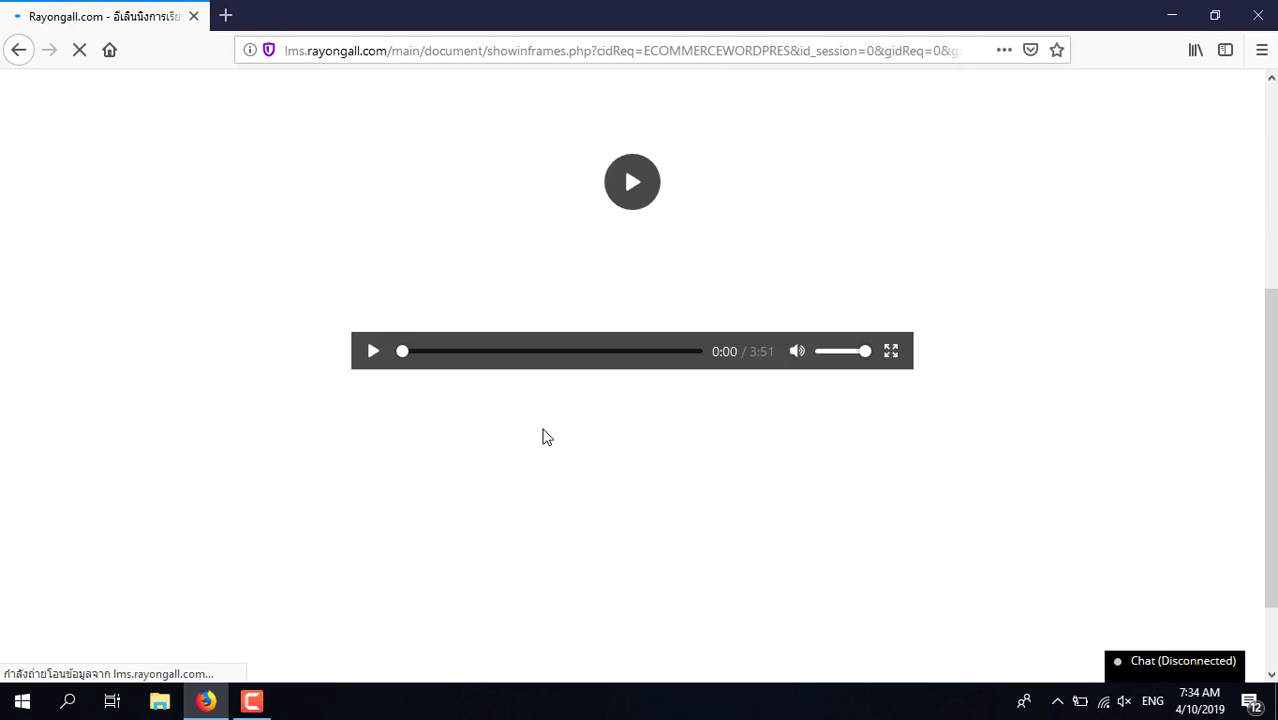 Rayongall.com - อีเลินนิงการเรีย
lms.rayongall.com/main/document/showinframes.php?cidReq=ECOMMERCEWORDPRES&id_session=0&gidReq=0&g
0:00 / 3:51
Chat (Disconnected)
กำลังถ่ายโอนข้อมูลจาก lms.rayongall.com...
ENG
7:34 AM
4/10/2019
12